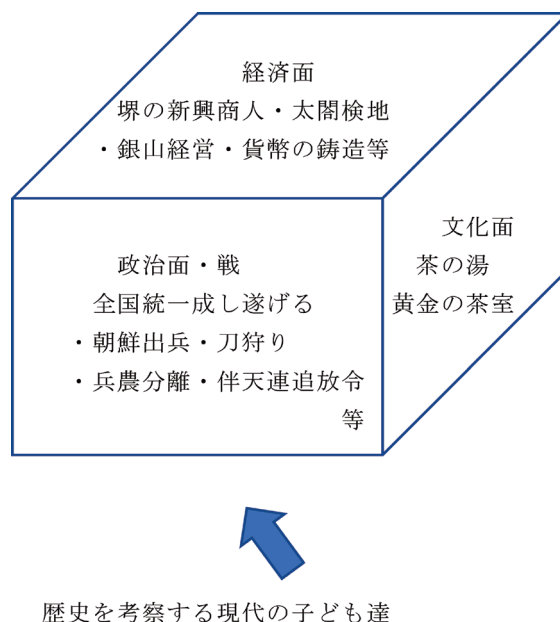 経済面
堺の新興商人・太閤検地
・銀山経営・貨幣の鋳造等
政治面・戦
全国統一成し遂げる
・朝鮮出兵・刀狩り
・兵農分離・伴天連追放令
等
文化面
茶の湯
黄金の茶室
歴史を考察する現代の子ども達